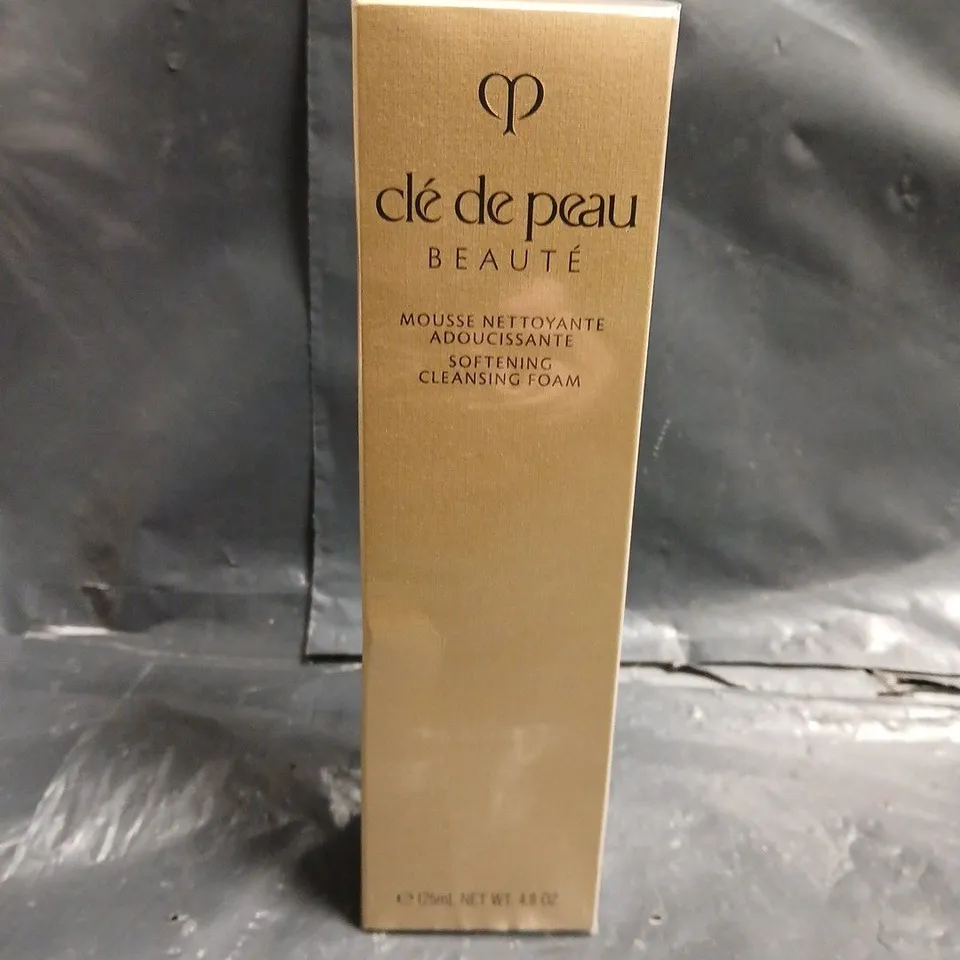 clé de peau
BEAUTÉ
MOUSSE NETTOYANTE
ADOUCISSANTE
SOFTENING
CLEANSING FOAM
℮ 125mL NET WT. 4.8 OZ